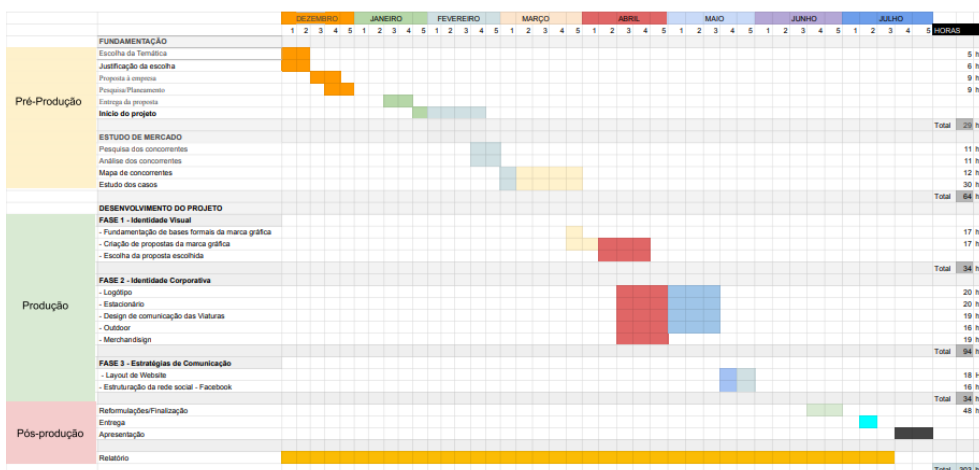 DEZEMBRO JANEIRO FEVEREIRO MARÇO ABRIL MAIO JUNHO JULHO
1 2 3 4 5 1 2 3 4 5 1 2 3 4 5 1 2 3 4 5 1 2 3 4 5 1 2 3 4 5 1 2 3 4 5 1 2 3 4 5 HORAS
FUNDAMENTAÇÃO
Escolha da Temática 5 h
Justificação da escolha 6 h
Proposta à empresa 9 h
Pesquisa/Planeamento 9 h
Pré-Produção
Entrega da proposta
Início do projeto
Total 29 h
ESTUDO DE MERCADO
Pesquisa dos concorrentes 11 h
Análise dos concorrentes 11 h
Mapa de concorrentes 12 h
Estudo dos casos 30 h
Total 64 h
DESENVOLVIMENTO DO PROJETO
FASE 1 - Identidade Visual
- Fundamentação de bases formais da marca gráfica 17 h
- Criação de propostas da marca gráfica 17 h
- Escolha da proposta escolhida
Total 34 h
FASE 2 - Identidade Corporativa
- Logótipo 20 h
Produção
- Estacionário 20 h
- Design de comunicação das Viaturas 19 h
- Outdoor 16 h
- Merchandisign 19 h
Total 94 h
FASE 3 - Estratégias de Comunicação
- Layout de Website 18 H
- Estruturação da rede social - Facebook 16 h
Total 34 h
Reformulações/Finalização 48 h
Entrega
Pós-produção
Apresentação
Relatório
Total 303